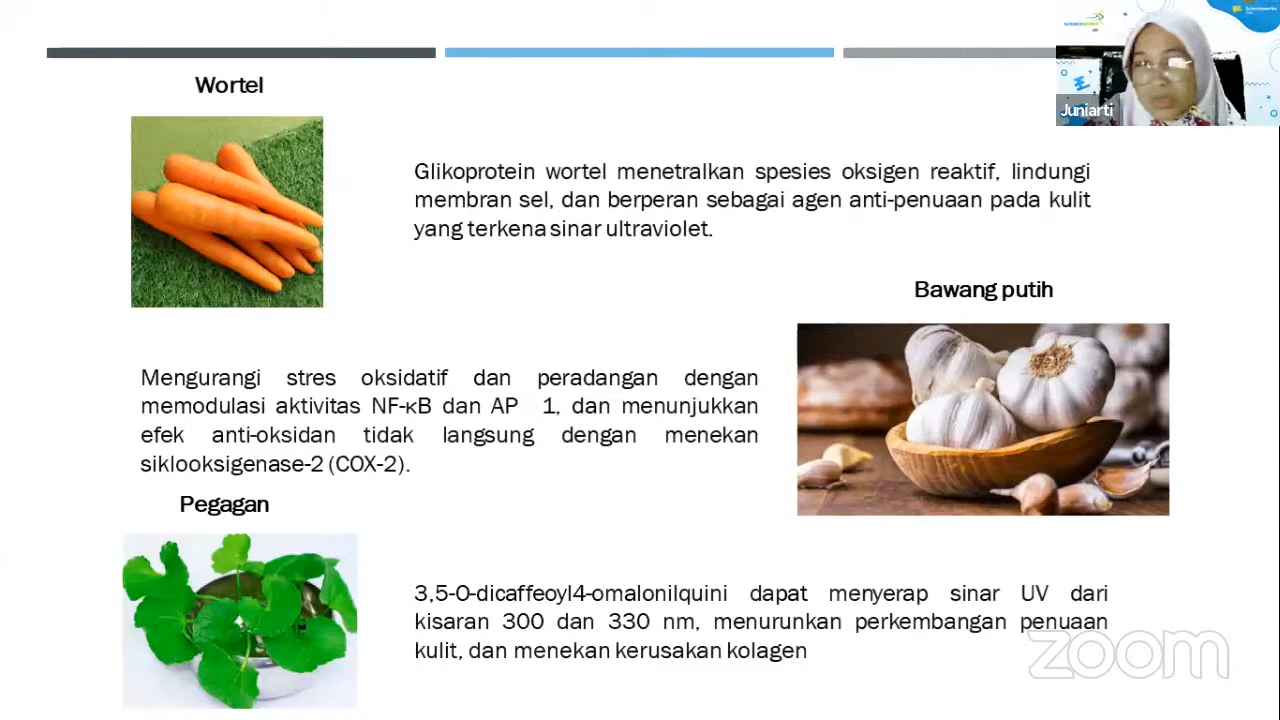 Wortel
Juniarti
Glikoprotein wortel menetralkan spesies oksigen reaktif, lindungi
membran sel, dan berperan sebagai agen anti-penuaan pada kulit
yang terkena sinar ultraviolet.
Bawang putih
Mengurangi stres oksidatif dan peradangan dengan
memodulasi aktivitas NF-κB dan AP 1, dan menunjukkan
efek anti-oksidan tidak langsung dengan menekan
siklooksigenase-2 (COX-2).
Pegagan
3,5-O-dicaffeoyl4-omalonilquini dapat menyerap sinar UV dari
kisaran 300 dan 330 nm, menurunkan perkembangan penuaan
kulit, dan menekan kerusakan kolagen
zoom